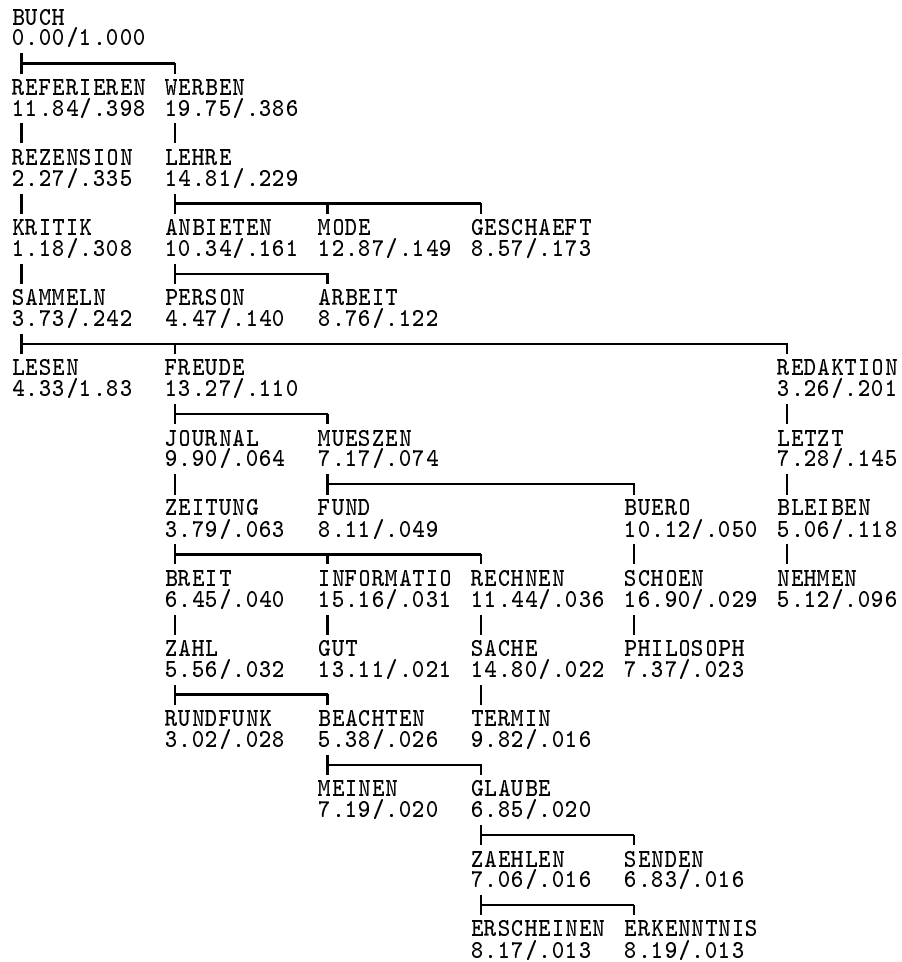 BUCH
0.00/1.000
REFERIEREN WERBEN
11.84/.398 19.75/.386
REZENSION LEHRE
2.27/.335 14.81/.229
KRITIK ANBIETEN MODE GESCHAEFT
1.18/.308 10.34/.161 12.87/.149 8.57/.173
SAMMELN PERSON ARBEIT
3.73/.242 4.47/.140 8.76/.122
LESEN FREUDE REDAKTION
4.33/1.83 13.27/.110 3.26/.201
JOURNAL MUESZEN LETZT
9.90/.064 7.17/.074 7.28/.145
ZEITUNG FUND BUERO BLEIBEN
3.79/.063 8.11/.049 10.12/.050 5.06/.118
BREIT INFORMATIO RECHNEN SCHOEN NEHMEN
6.45/.040 15.16/.031 11.44/.036 16.90/.029 5.12/.096
ZAHL GUT SACHE PHILOSOPH
5.56/.032 13.11/.021 14.80/.022 7.37/.023
RUNDFUNK BEACHTEN TERMIN
3.02/.028 5.38/.026 9.82/.016
MEINEN GLAUBE
7.19/.020 6.85/.020
ZAEHLEN SENDEN
7.06/.016 6.83/.016
ERSCHEINEN ERKENNTNIS
8.17/.013 8.19/.013